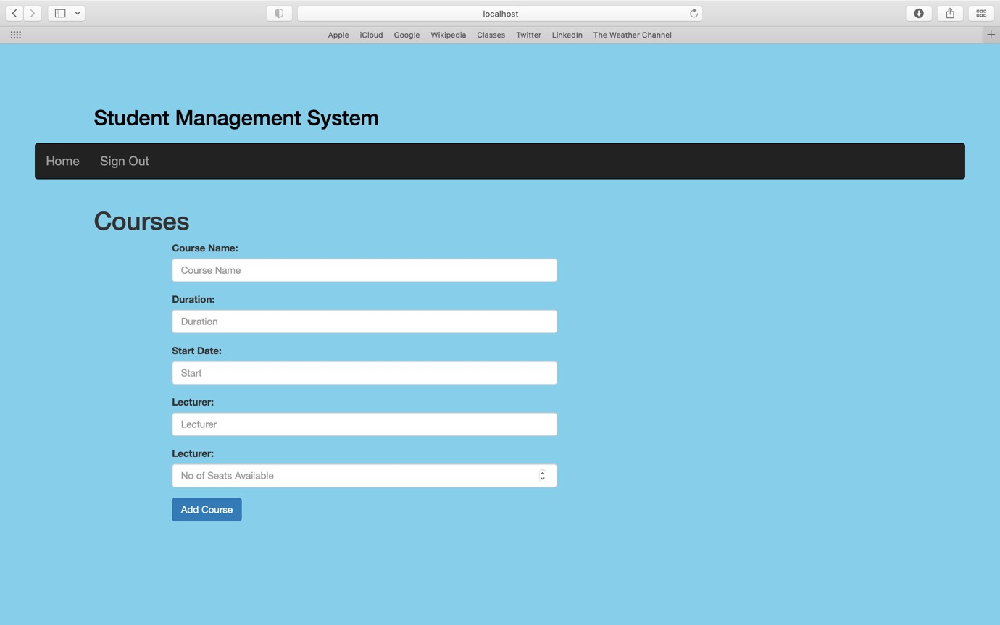 localhost
Apple iCloud Google Wikipedia Classes Twitter LinkedIn The Weather Channel
Student Management System
Home Sign Out
Courses
Course Name:
Course Name
Duration:
Duration
Start Date:
Start
Lecturer:
Lecturer
Lecturer:
No of Seats Available
Add Course